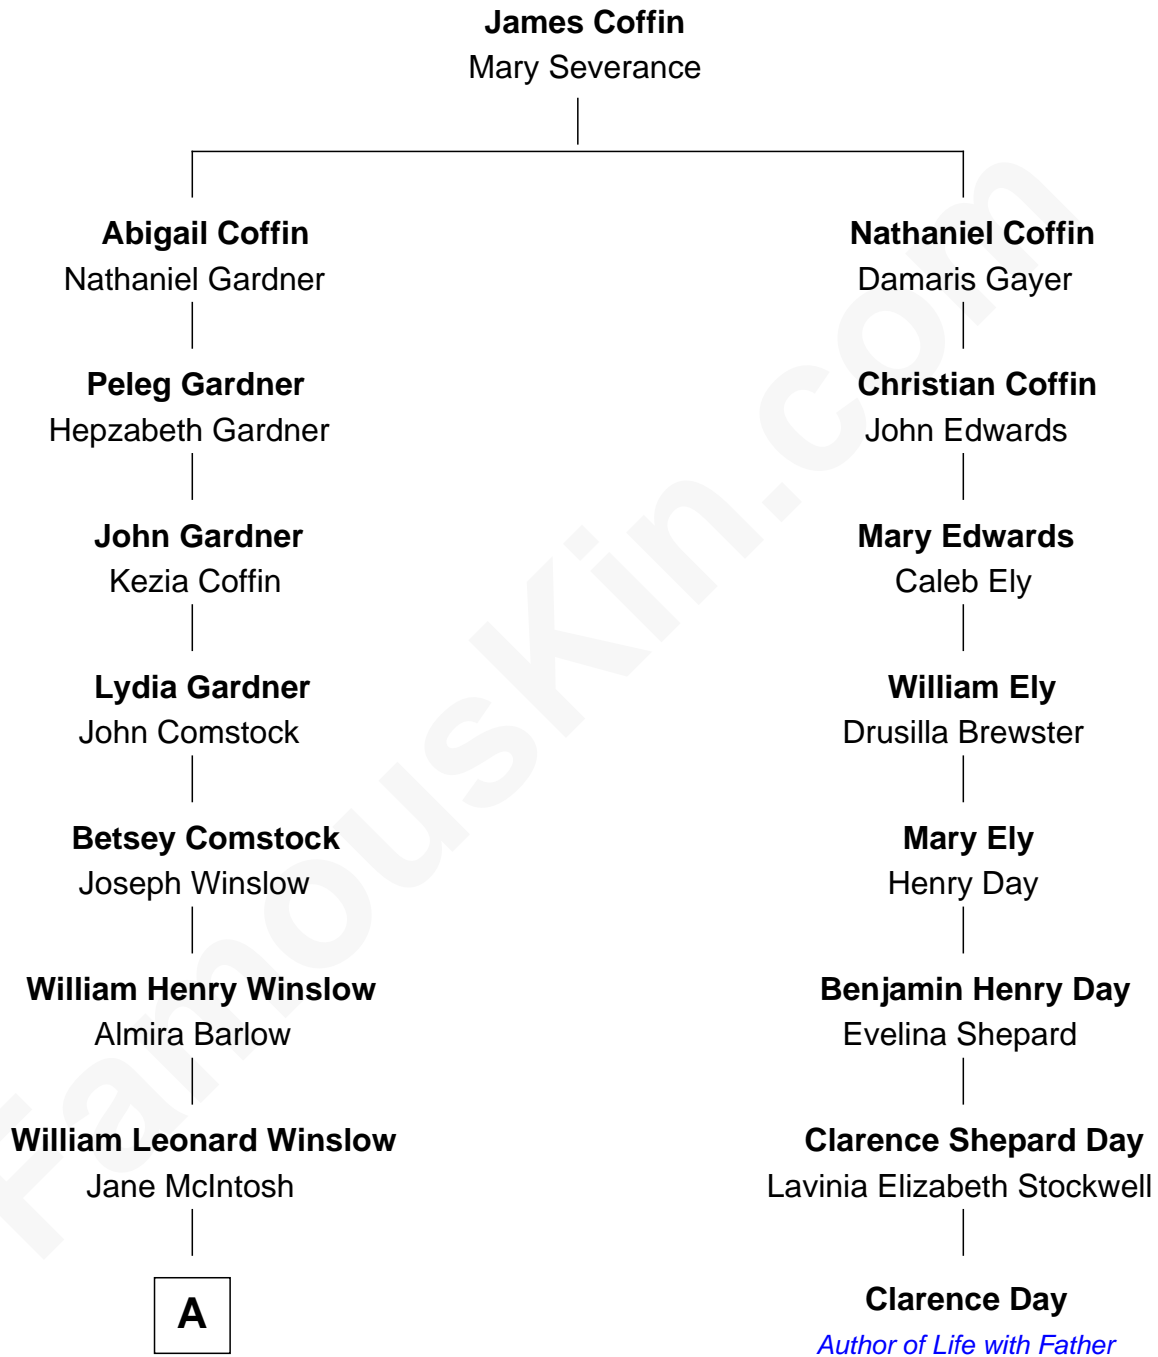 James Coffin
Mary Severance
Abigail Coffin
Nathaniel Gardner
Peleg Gardner
Hepzabeth Gardner
John Gardner
Kezia Coffin
Lydia Gardner
John Comstock
Betsey Comstock
Joseph Winslow
William Henry Winslow
Almira Barlow
William Leonard Winslow
Jane McIntosh
A
Nathaniel Coffin
Damaris Gayer
Christian Coffin
John Edwards
Mary Edwards
Caleb Ely
William Ely
Drusilla Brewster
Mary Ely
Henry Day
Benjamin Henry Day
Evelina Shepard
Clarence Shepard Day
Lavinia Elizabeth Stockwell
Clarence Day
Author of Life with Father
FamousKin.com